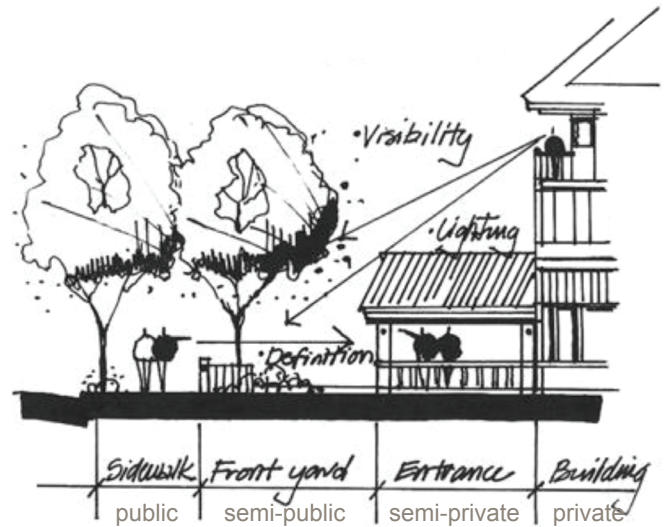 •Visibility
•Lighting
•Definition
Sidewalk Front yard Entrance Building
public semi-public semi-private private